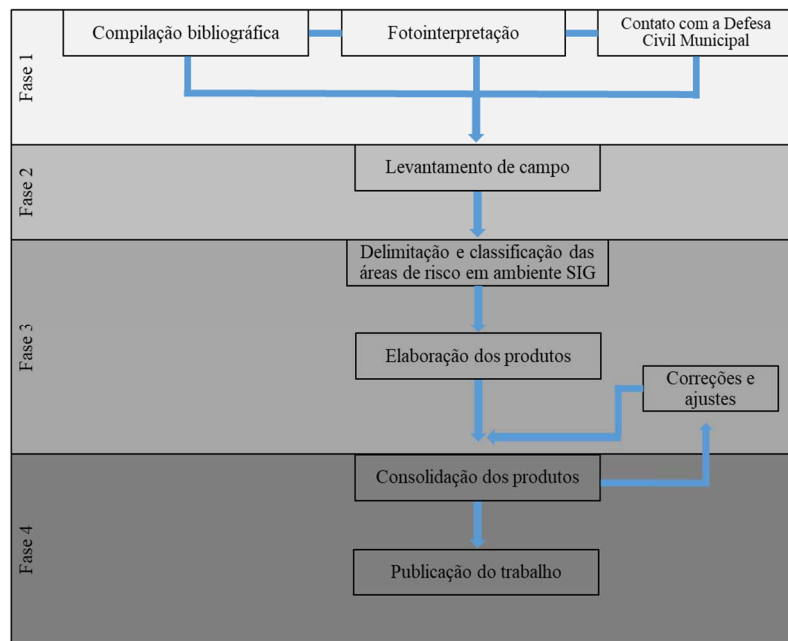 Fase 1
Compilação bibliográfica
Fotointerpretação
Contato com a Defesa
Civil Municipal
Fase 2
Levantamento de campo
Fase 3
Delimitação e classificação das
áreas de risco em ambiente SIG
Elaboração dos produtos
Correções e
ajustes
Fase 4
Consolidação dos produtos
Publicação do trabalho